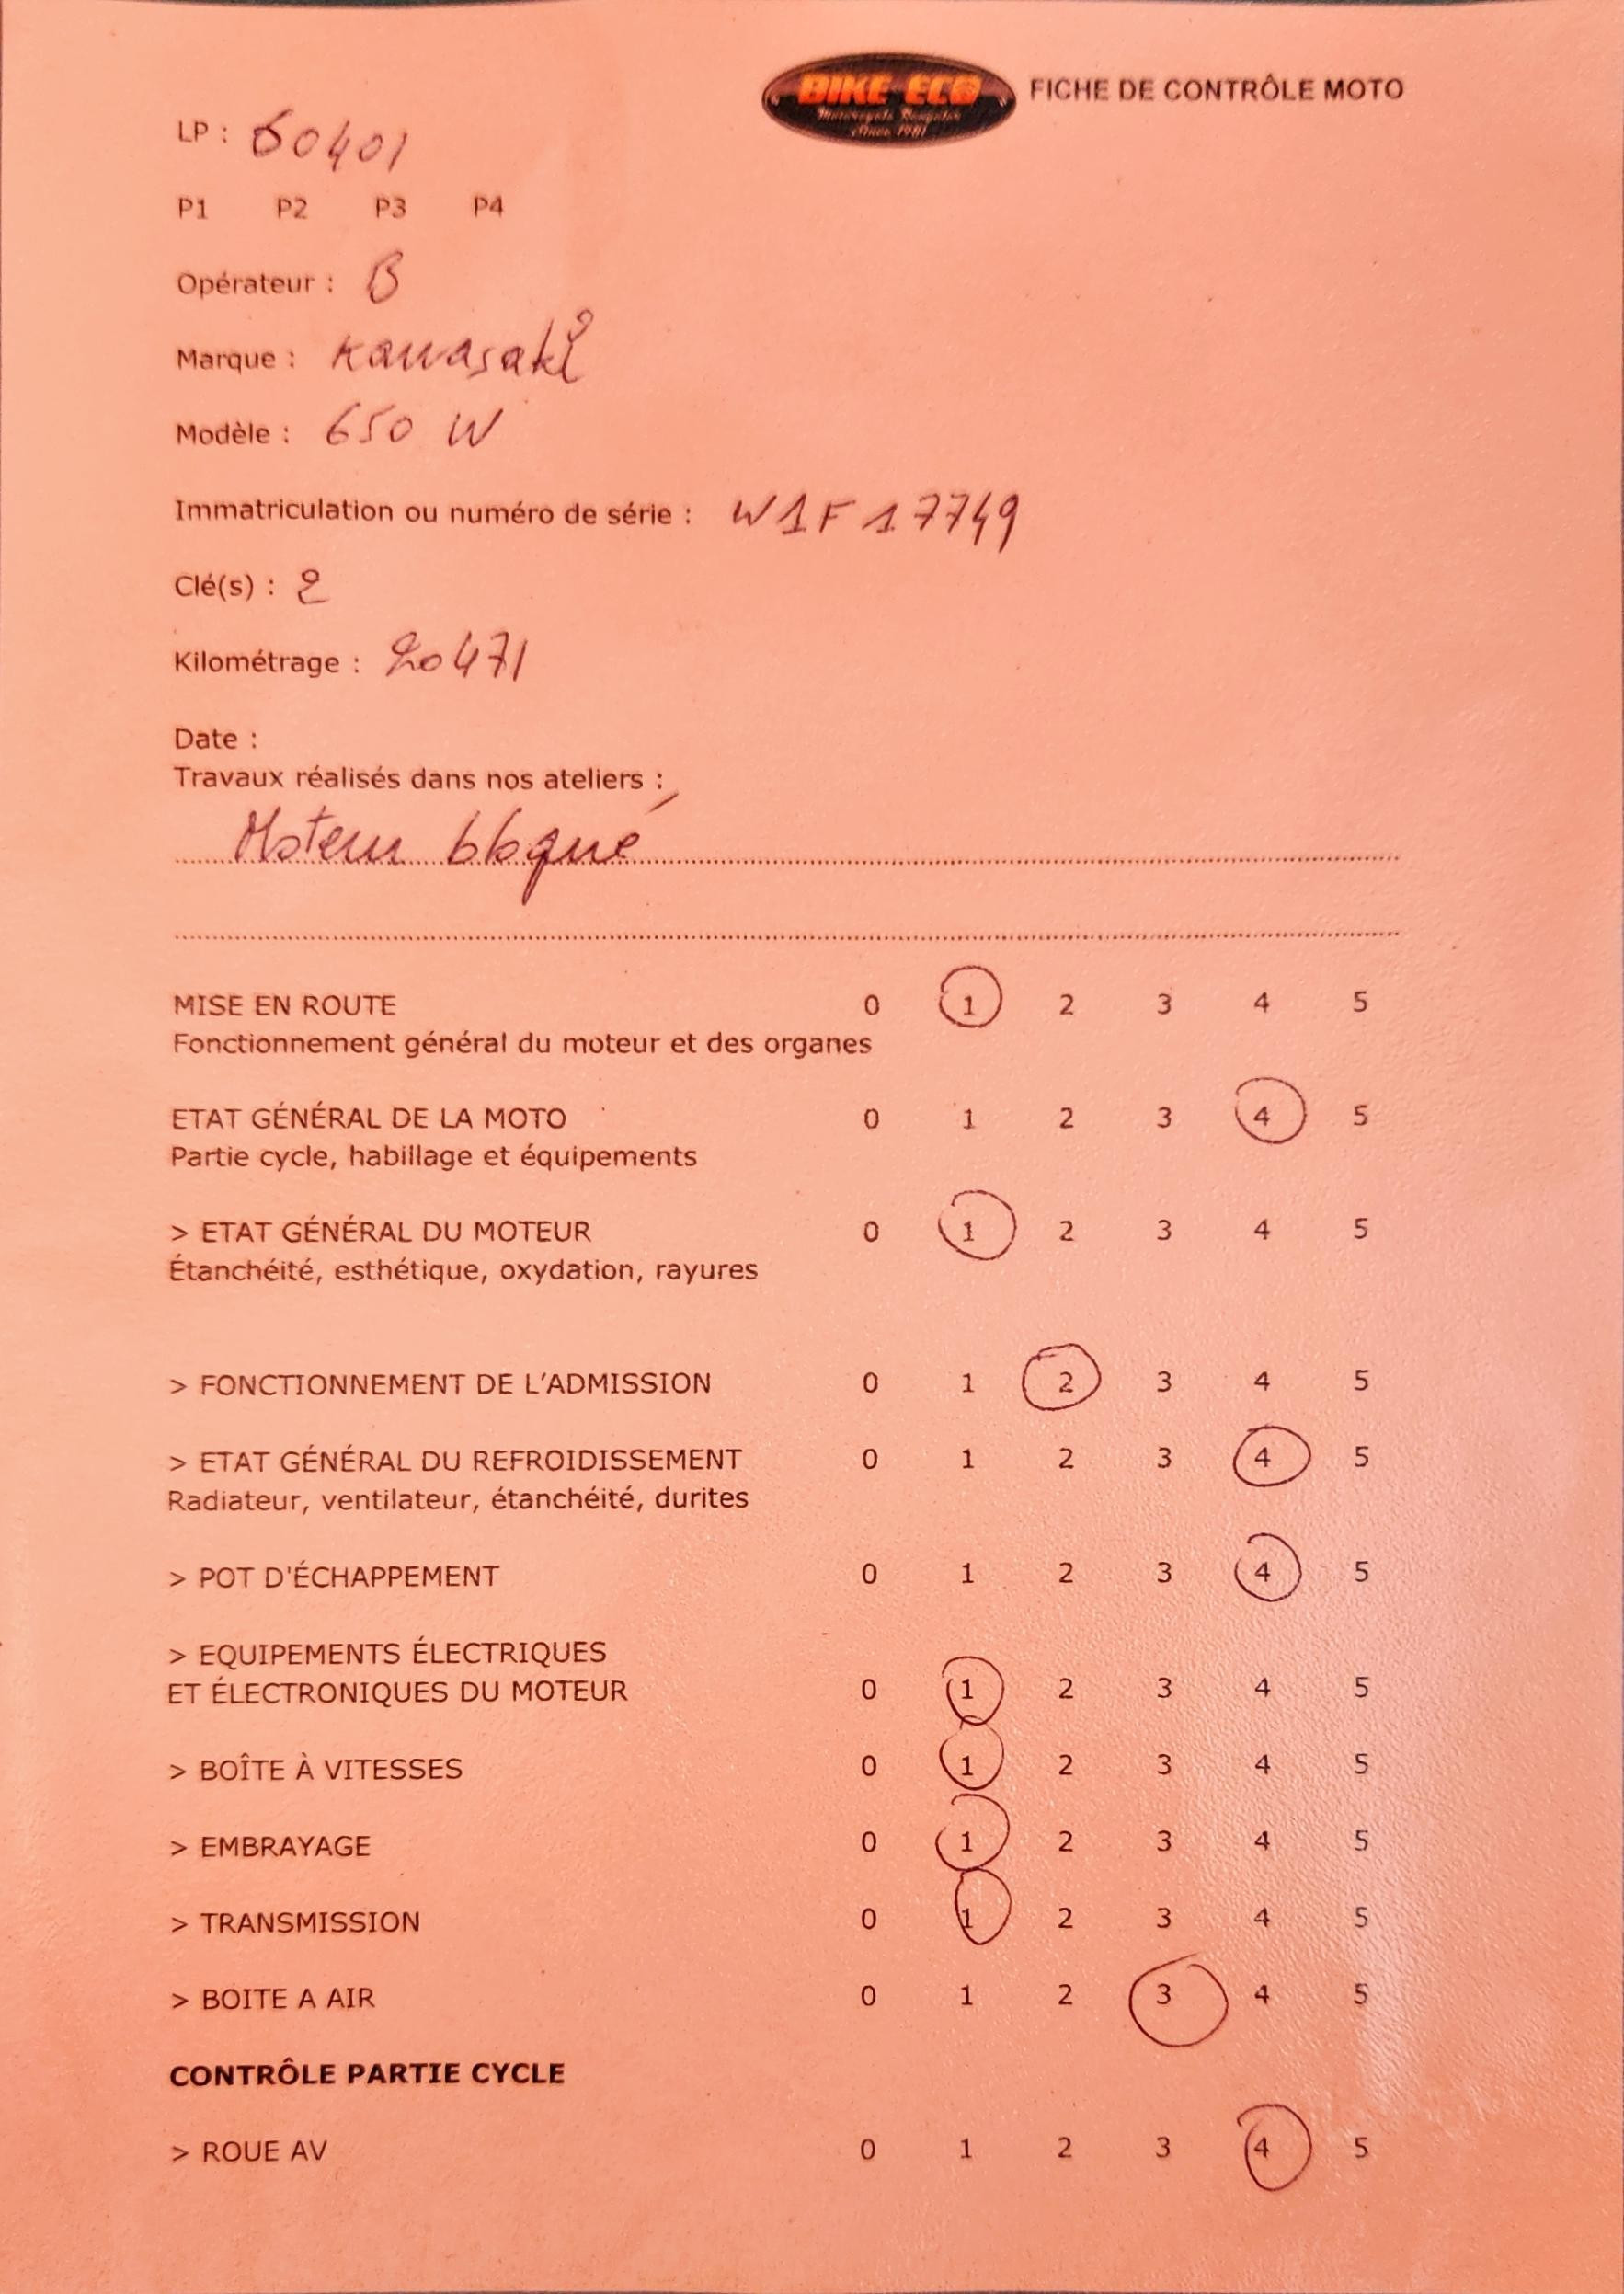 BIKE ECO
Motorcycle Recycler
Since 1981
FICHE DE CONTRÔLE MOTO
LP : 60401
P1 P2 P3 P4
Opérateur : B
Marque : Kawasaki
Modèle : 650 W
Immatriculation ou numéro de série : W1F17749
Clé(s) : 2
Kilométrage : 20471
Date :
Travaux réalisés dans nos ateliers :
Moteur bloqué
MISE EN ROUTE 0 1 2 3 4 5
Fonctionnement général du moteur et des organes
ETAT GÉNÉRAL DE LA MOTO 0 1 2 3 4 5
Partie cycle, habillage et équipements
> ETAT GÉNÉRAL DU MOTEUR 0 1 2 3 4 5
Étanchéité, esthétique, oxydation, rayures
> FONCTIONNEMENT DE L'ADMISSION 0 1 2 3 4 5
> ETAT GÉNÉRAL DU REFROIDISSEMENT 0 1 2 3 4 5
Radiateur, ventilateur, étanchéité, durites
> POT D'ÉCHAPPEMENT 0 1 2 3 4 5
> EQUIPEMENTS ÉLECTRIQUES
ET ÉLECTRONIQUES DU MOTEUR 0 1 2 3 4 5
> BOÎTE À VITESSES 0 1 2 3 4 5
> EMBRAYAGE 0 1 2 3 4 5
> TRANSMISSION 0 1 2 3 4 5
> BOITE A AIR 0 1 2 3 4 5
CONTRÔLE PARTIE CYCLE
> ROUE AV 0 1 2 3 4 5